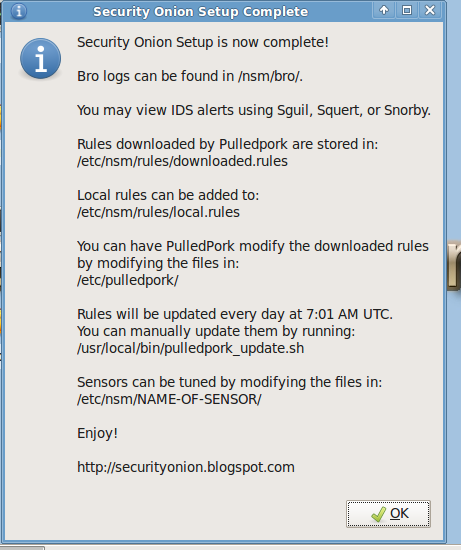 Security Onion Setup Complete
Security Onion Setup is now complete!
Bro logs can be found in /nsm/bro/.
You may view IDS alerts using Sguil, Squert, or Snorby.
Rules downloaded by Pulledpork are stored in:
/etc/nsm/rules/downloaded.rules
Local rules can be added to:
/etc/nsm/rules/local.rules
You can have PulledPork modify the downloaded rules
by modifying the files in:
/etc/pulledpork/
Rules will be updated every day at 7:01 AM UTC.
You can manually update them by running:
/usr/local/bin/pulledpork_update.sh
Sensors can be tuned by modifying the files in:
/etc/nsm/NAME-OF-SENSOR/
Enjoy!
http://securityonion.blogspot.com
OK